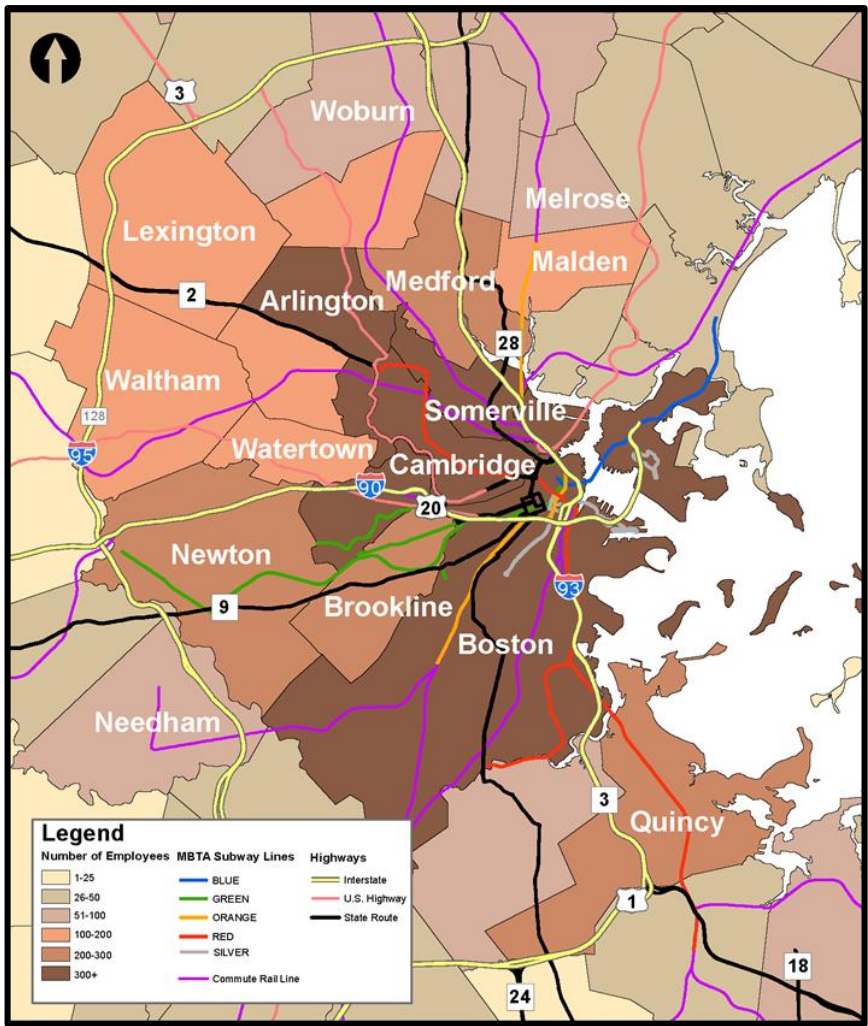 3
Woburn
Melrose
Lexington
Malden
Medford
Arlington
2
28
Waltham
Somerville
128
Watertown
95
Cambridge
90
20
Newton
93
9
Brookline
Boston
Needham
3
Quincy
1
18
24
Legend
Number of Employees
1-25
26-50
51-100
100-200
200-300
300+
MBTA Subway Lines
BLUE
GREEN
ORANGE
RED
SILVER
Commute Rail Line
Highways
Interstate
U.S. Highway
State Route